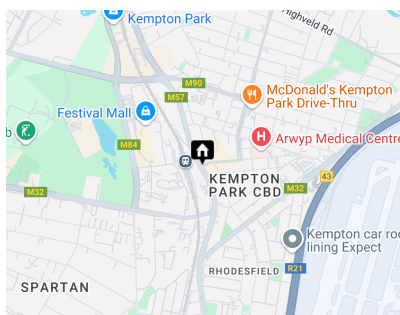 Kempton Park
Highveld Rd
M90
M57
McDonald's Kempton
Park Drive-Thru
Festival Mall
Arwyp Medical Centre
M84
KEMPTON
PARK CBD
43
M32
M32
Kempton car roo
lining Expect
RHODESFIELD
R21
SPARTAN